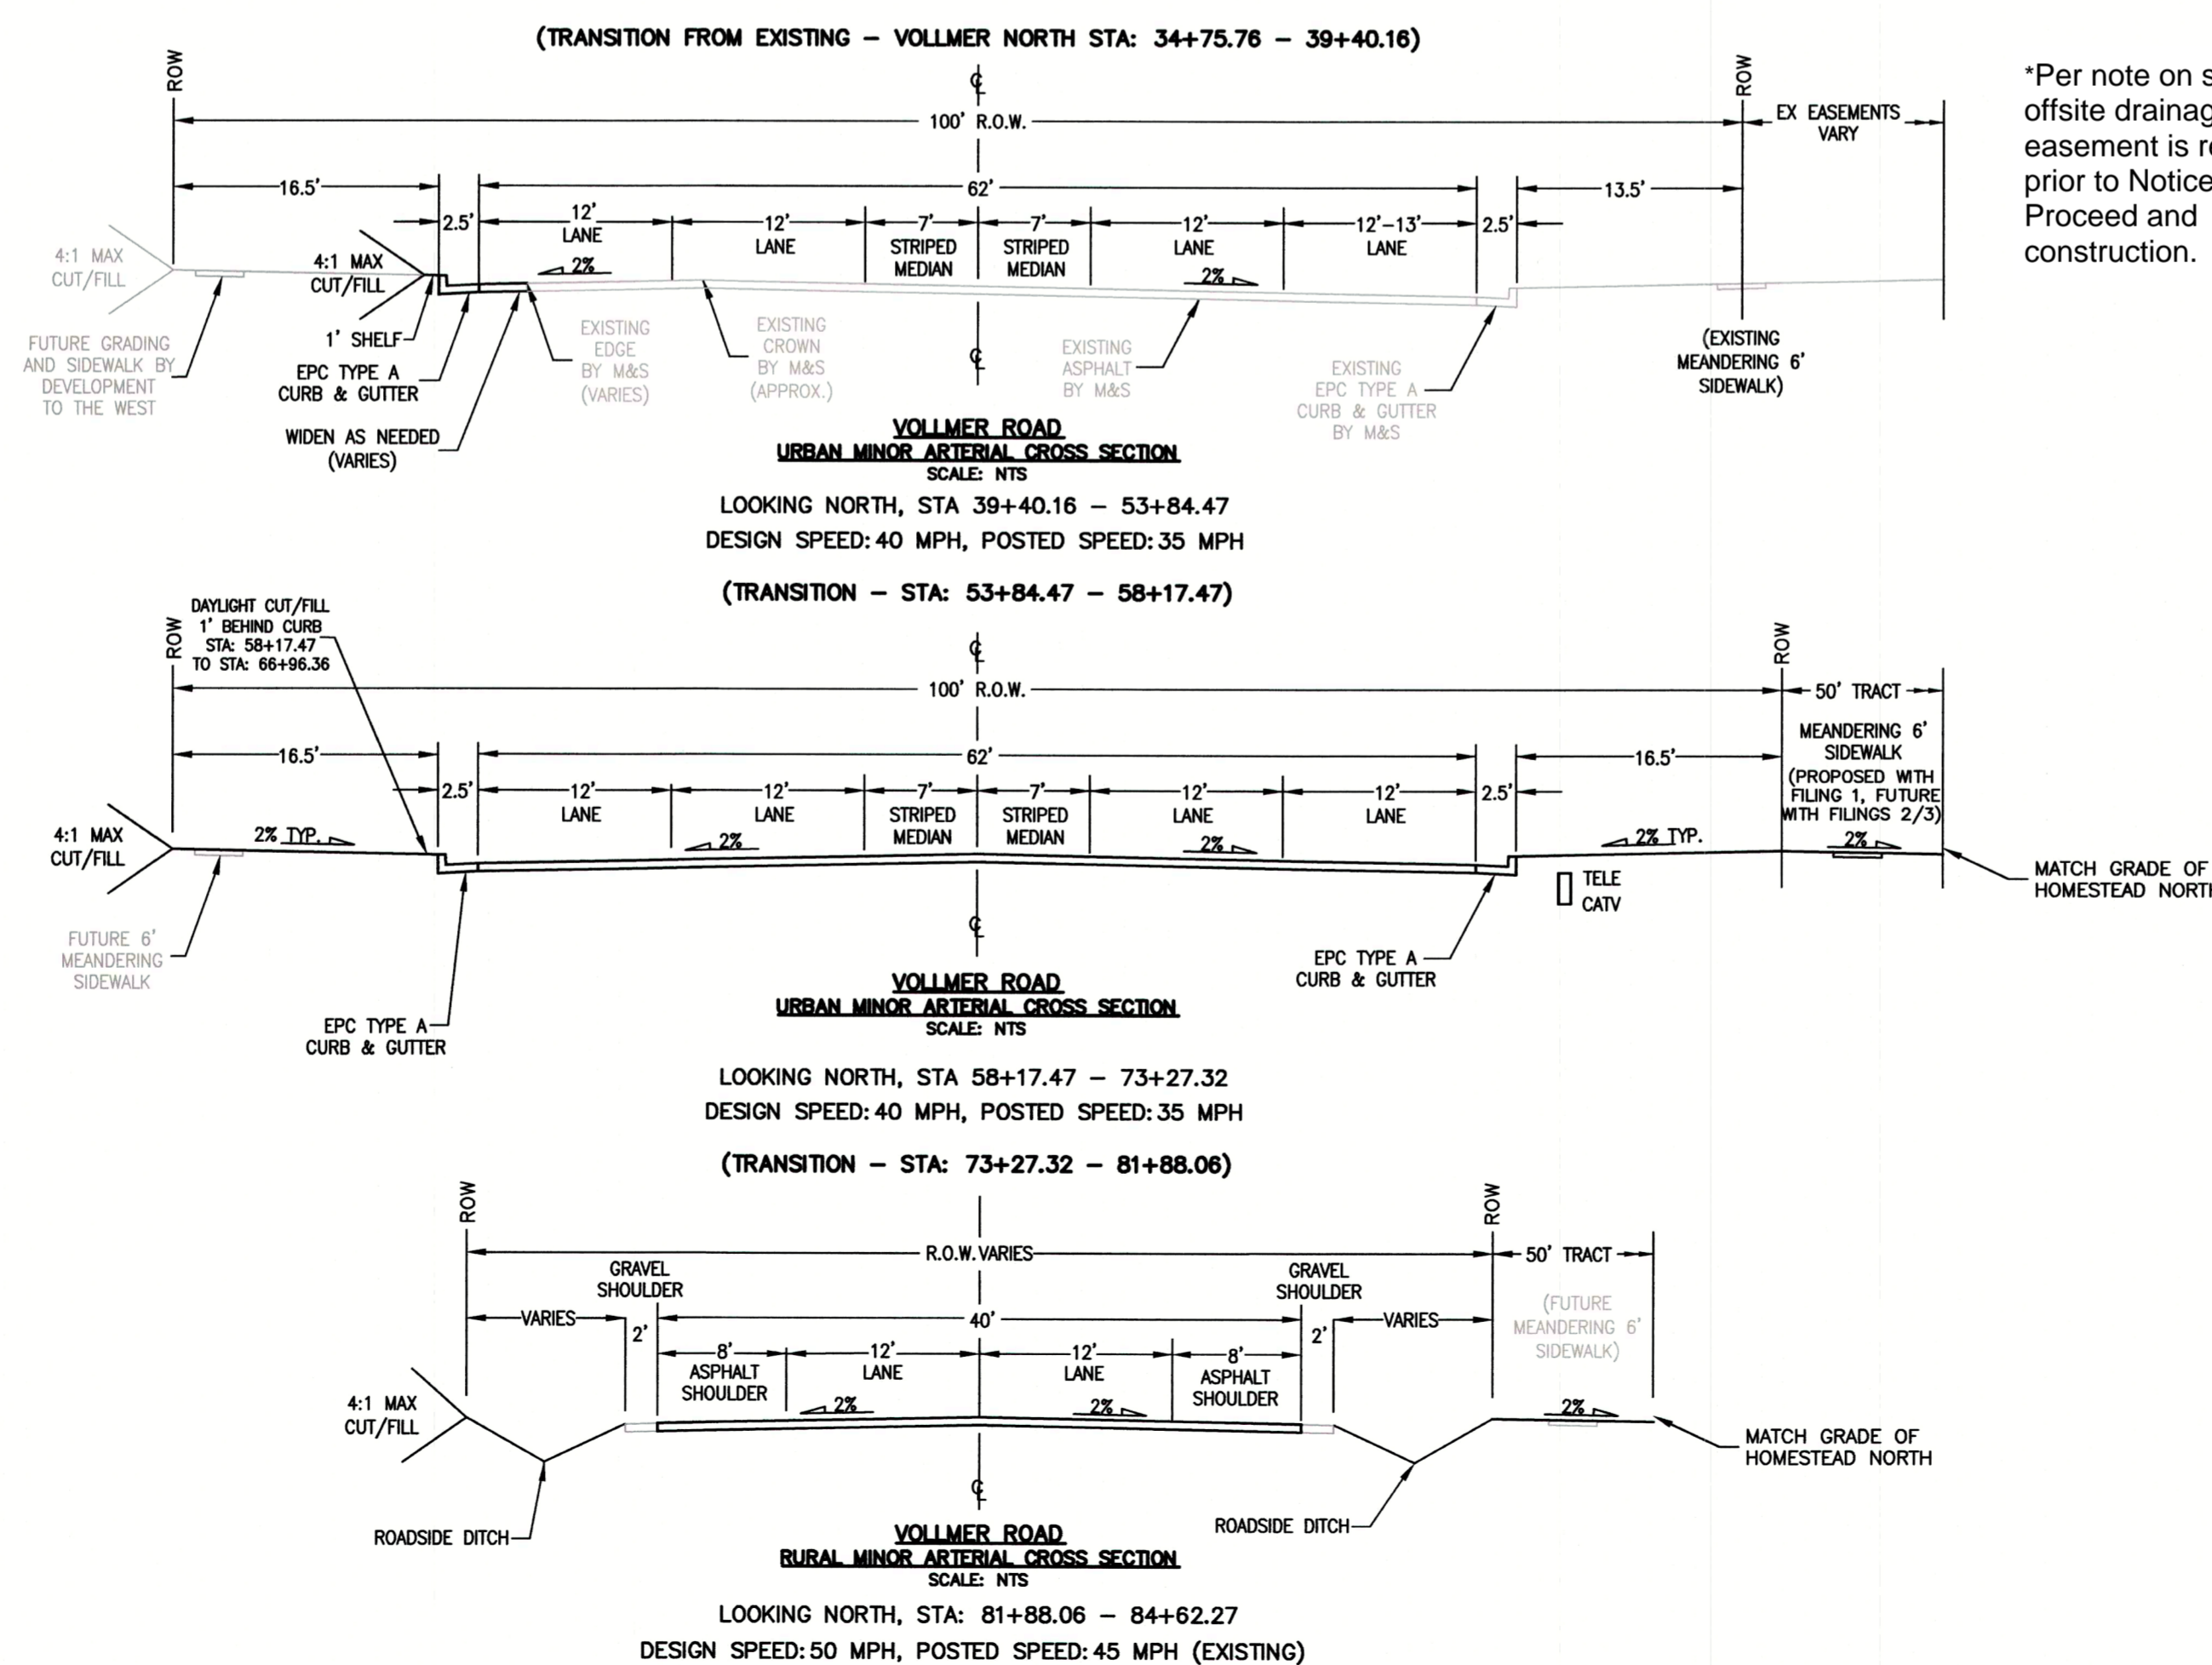 (TRANSITION FROM EXISTING – VOLLMER NORTH STA: 34+75.76 – 39+40.16)
ROW
ROW
℄
100' R.O.W.
EX EASEMENTS
VARY
16.5'
62'
13.5'
2.5'
12'
LANE
12'
LANE
7'
STRIPED
MEDIAN
7'
STRIPED
MEDIAN
12'
LANE
12'-13'
LANE
2.5'
4:1 MAX
CUT/FILL
4:1 MAX
CUT/FILL
2%
2%
FUTURE GRADING
AND SIDEWALK BY
DEVELOPMENT
TO THE WEST
1' SHELF
EPC TYPE A
CURB & GUTTER
WIDEN AS NEEDED
(VARIES)
EXISTING
EDGE
BY M&S
(VARIES)
EXISTING
CROWN
BY M&S
(APPROX.)
℄
EXISTING
ASPHALT
BY M&S
EXISTING
EPC TYPE A
CURB & GUTTER
BY M&S
(EXISTING
MEANDERING 6'
SIDEWALK)
*Per note on s
offsite drainag
easement is re
prior to Notice
Proceed and
construction.
VOLLMER ROAD
URBAN MINOR ARTERIAL CROSS SECTION
SCALE: NTS
LOOKING NORTH, STA 39+40.16 – 53+84.47
DESIGN SPEED: 40 MPH, POSTED SPEED: 35 MPH
(TRANSITION – STA: 53+84.47 – 58+17.47)
DAYLIGHT CUT/FILL
1' BEHIND CURB
STA: 58+17.47
TO STA: 66+96.36
ROW
ROW
℄
100' R.O.W.
50' TRACT
16.5'
62'
16.5'
MEANDERING 6'
SIDEWALK
(PROPOSED WITH
FILING 1, FUTURE
WITH FILINGS 2/3)
2.5'
12'
LANE
12'
LANE
7'
STRIPED
MEDIAN
7'
STRIPED
MEDIAN
12'
LANE
12'
LANE
2.5'
4:1 MAX
CUT/FILL
2% TYP.
2%
2%
2% TYP.
2%
TELE
CATV
MATCH GRADE OF
HOMESTEAD NORTH
FUTURE 6'
MEANDERING
SIDEWALK
EPC TYPE A
CURB & GUTTER
℄
EPC TYPE A
CURB & GUTTER
VOLLMER ROAD
URBAN MINOR ARTERIAL CROSS SECTION
SCALE: NTS
LOOKING NORTH, STA 58+17.47 – 73+27.32
DESIGN SPEED: 40 MPH, POSTED SPEED: 35 MPH
(TRANSITION – STA: 73+27.32 – 81+88.06)
ROW
ROW
R.O.W. VARIES
50' TRACT
GRAVEL
SHOULDER
GRAVEL
SHOULDER
VARIES
2'
40'
2'
VARIES
(FUTURE
MEANDERING 6'
SIDEWALK)
8'
ASPHALT
SHOULDER
12'
LANE
12'
LANE
8'
ASPHALT
SHOULDER
4:1 MAX
CUT/FILL
2%
2%
2%
MATCH GRADE OF
HOMESTEAD NORTH
℄
ROADSIDE DITCH
ROADSIDE DITCH
VOLLMER ROAD
RURAL MINOR ARTERIAL CROSS SECTION
SCALE: NTS
LOOKING NORTH, STA: 81+88.06 – 84+62.27
DESIGN SPEED: 50 MPH, POSTED SPEED: 45 MPH (EXISTING)